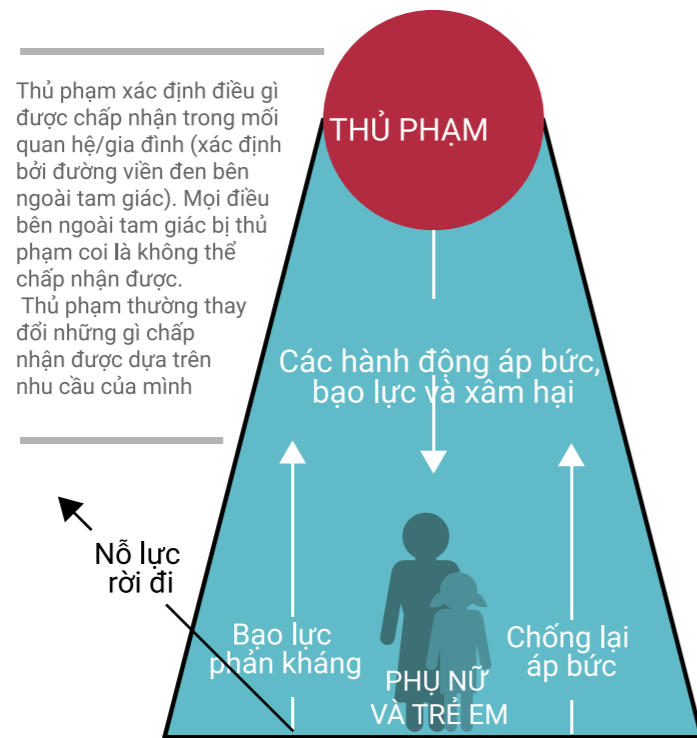 THỦ PHẠM
Thủ phạm xác định điều gì
được chấp nhận trong mối
quan hệ/gia đình (xác định
bởi đường viền đen bên
ngoài tam giác). Mọi điều
bên ngoài tam giác bị thủ
phạm coi là không thể
chấp nhận được.
Thủ phạm thường thay
đổi những gì chấp
nhận được dựa trên
nhu cầu của mình
Các hành động áp bức,
bạo lực và xâm hại
Nỗ lực
rời đi
Bạo lực
phản kháng
Chống lại
áp bức
PHỤ NỮ
VÀ TRẺ EM